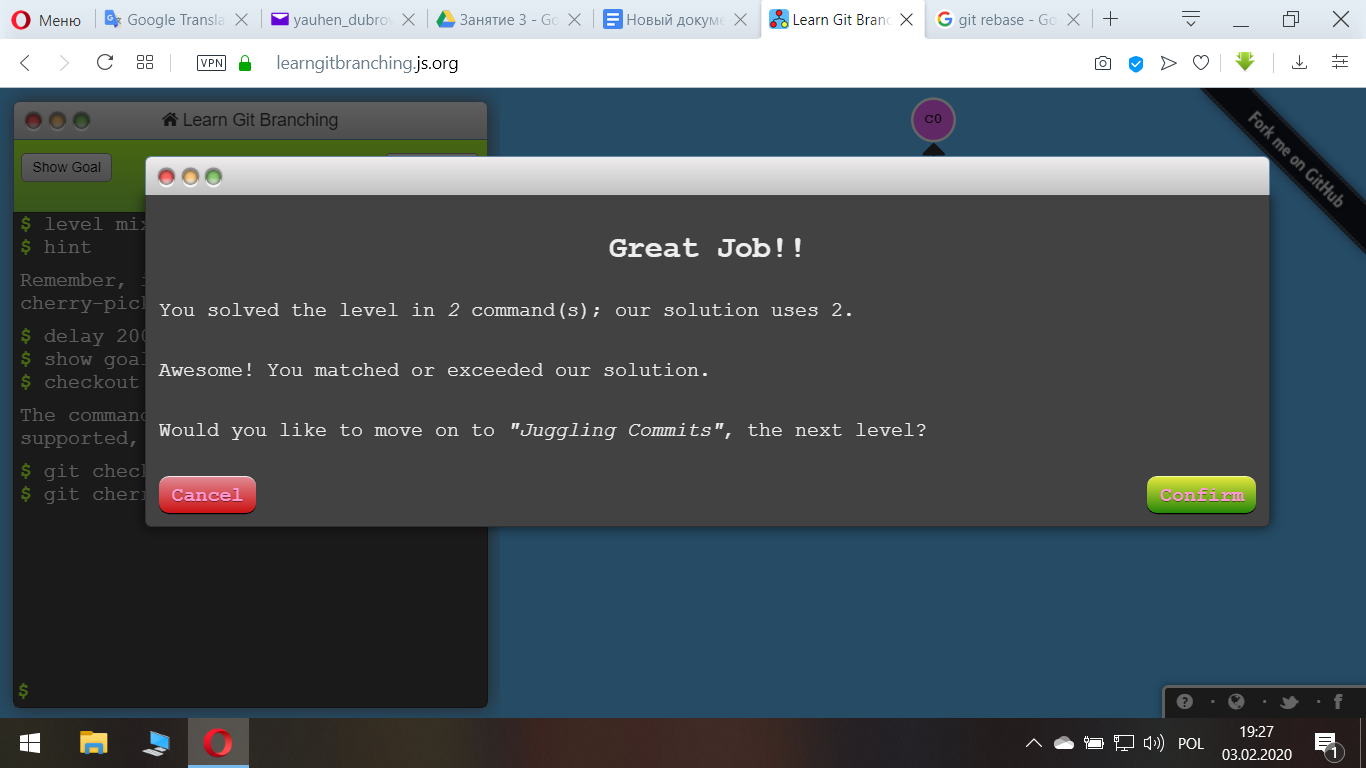 Меню
Google Transla
yauhen_dubrov
Занятие 3 - Go
Новый докуме
Learn Git Branc
git rebase - Go
VPN
learngitbranching.js.org
Learn Git Branching
Show Goal
C0
Fork me on GitHub
$ level mix
$ hint
Remember, i
cherry-pick
$ delay 200
$ show goal
$ checkout
The command
supported,
$ git check
$ git cherr
$
Great Job!!
You solved the level in 2 command(s); our solution uses 2.
Awesome! You matched or exceeded our solution.
Would you like to move on to "Juggling Commits", the next level?
Cancel
Confirm
POL
19:27
03.02.2020
1